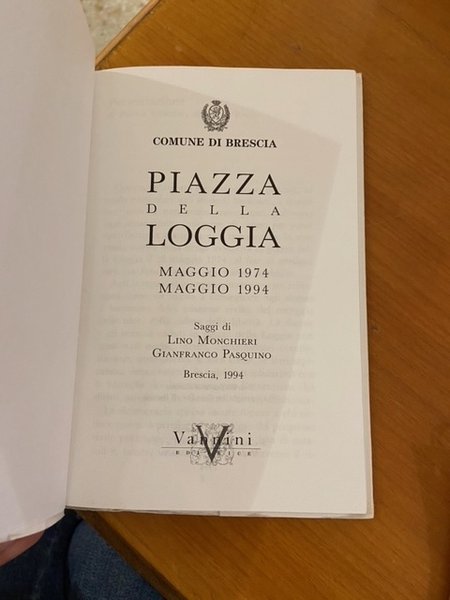 COMUNE DI BRESCIA
PIAZZA
DELLA
LOGGIA
MAGGIO 1974
MAGGIO 1994
Saggi di
LINO MONCHIERI
GIANFRANCO PASQUINO
Brescia, 1994
Vannini
EDITRICE